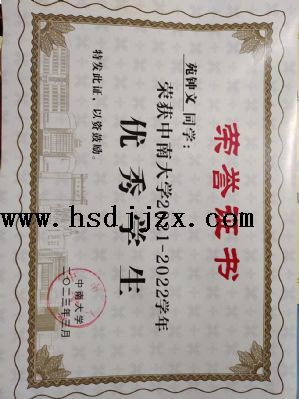 荣誉证书
苑钟文同学：
荣获中南大学2021-2022学年
优秀学生
特发此证，以资鼓励。
中南大学
二〇二三年三月
www.hsdjjzx.com